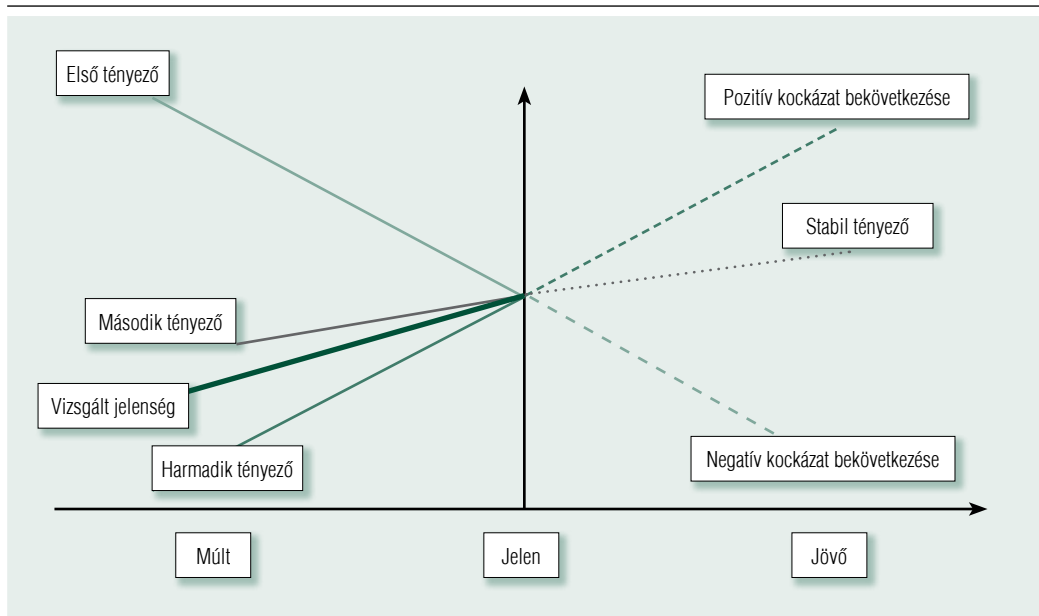 Első tényező
Pozitív kockázat bekövetkezése
Stabil tényező
Második tényező
Vizsgált jelenség
Harmadik tényező
Negatív kockázat bekövetkezése
Múlt
Jelen
Jövő